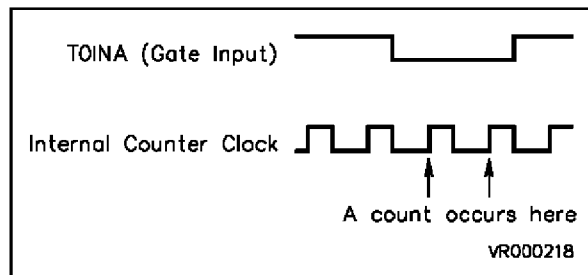 TOINA (Gate Input)
Internal Counter Clock
A count occurs here
VR000218